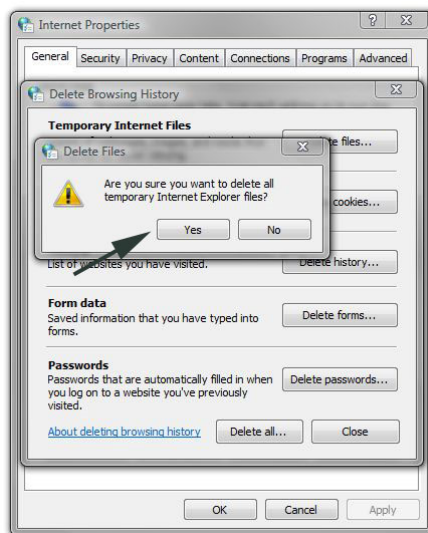 Internet Properties
General Security Privacy Content Connections Programs Advanced
Delete Browsing History
Temporary Internet Files
files...
Delete Files
Are you sure you want to delete all
temporary Internet Explorer files?
cookies...
Yes No
List of websites you have visited.
Delete history...
Form data
Saved information that you have typed into
forms.
Delete forms...
Passwords
Passwords that are automatically filled in when
you log on to a website you've previously
visited.
Delete passwords...
About deleting browsing history Delete all... Close
OK Cancel Apply